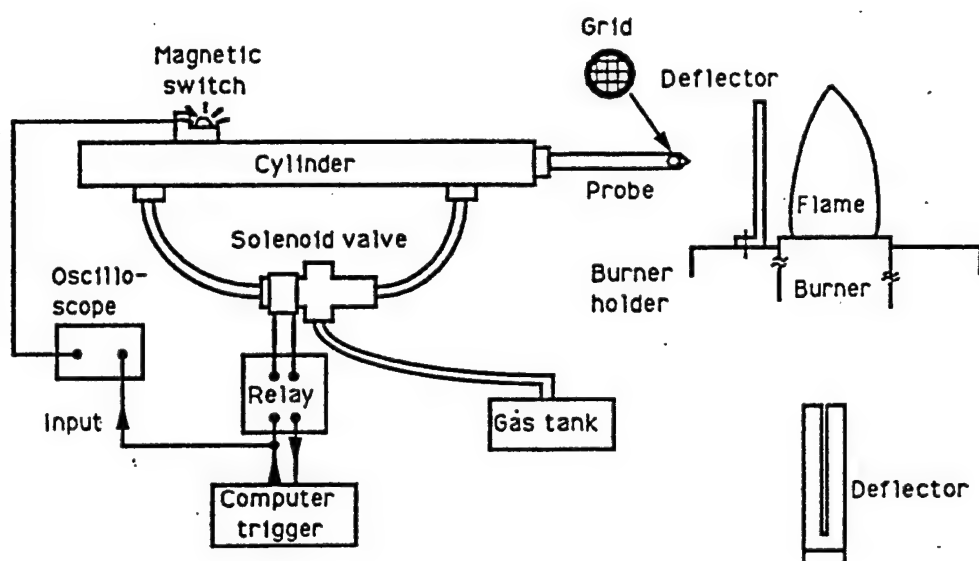 Grid
Magnetic
switch
Deflector
Cylinder
Probe
Flame
Solenoid valve
Oscillo-
scope
Burner
holder
Burner
Relay
Input
Gas tank
Computer
trigger
Deflector